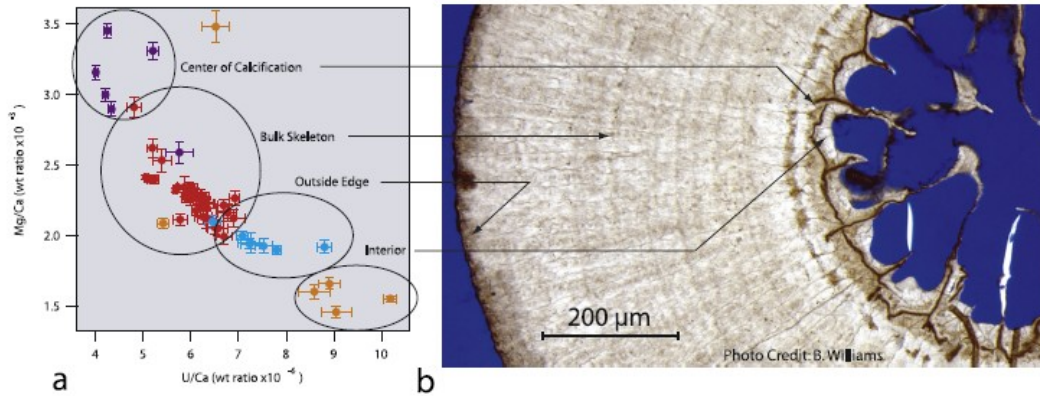 3.5
3.0
2.5
2.0
1.5
Mg/Ca (wt ratio x10 ⁻³)
4 5 6 7 8 9 10
U/Ca (wt ratio x10 ⁻⁶)
Center of Calcification
Bulk Skeleton
Outside Edge
Interior
a
200 µm
Photo Credit: B. Williams
b